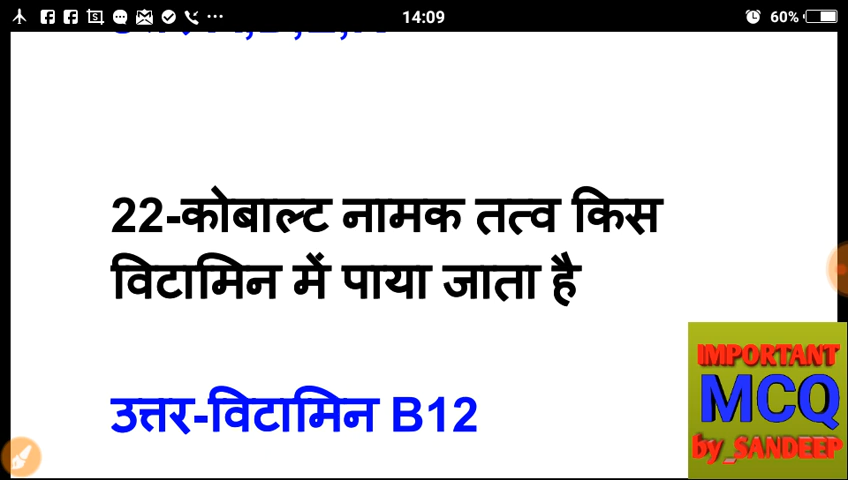 14:09
60%
22-कोबाल्ट नामक तत्व किस
विटामिन में पाया जाता है
उत्तर-विटामिन B12
IMPORTANT
MCQ
by_SANDEEP